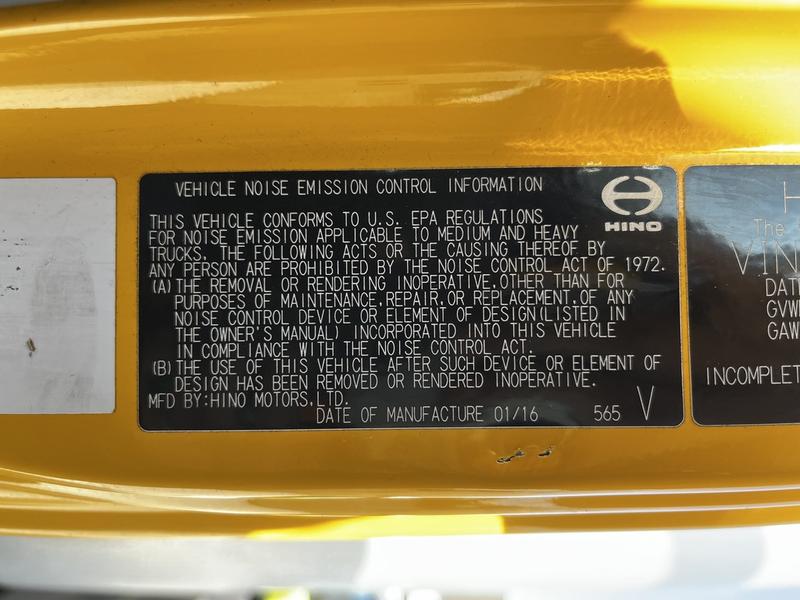 VEHICLE NOISE EMISSION CONTROL INFORMATION
HINO
THIS VEHICLE CONFORMS TO U.S. EPA REGULATIONS
FOR NOISE EMISSION APPLICABLE TO MEDIUM AND HEAVY
TRUCKS. THE FOLLOWING ACTS OR THE CAUSING THEREOF BY
ANY PERSON ARE PROHIBITED BY THE NOISE CONTROL ACT OF 1972.
(A) THE REMOVAL OR RENDERING INOPERATIVE, OTHER THAN FOR
PURPOSES OF MAINTENANCE, REPAIR, OR REPLACEMENT, OF ANY
NOISE CONTROL DEVICE OR ELEMENT OF DESIGN (LISTED IN
THE OWNER'S MANUAL) INCORPORATED INTO THIS VEHICLE
IN COMPLIANCE WITH THE NOISE CONTROL ACT.
(B) THE USE OF THIS VEHICLE AFTER SUCH DEVICE OR ELEMENT OF
DESIGN HAS BEEN REMOVED OR RENDERED INOPERATIVE.
MFD BY: HINO MOTORS, LTD.
DATE OF MANUFACTURE 01/16 565 V
H
The
VIN
DAT
GVW
GAW
INCOMPLET